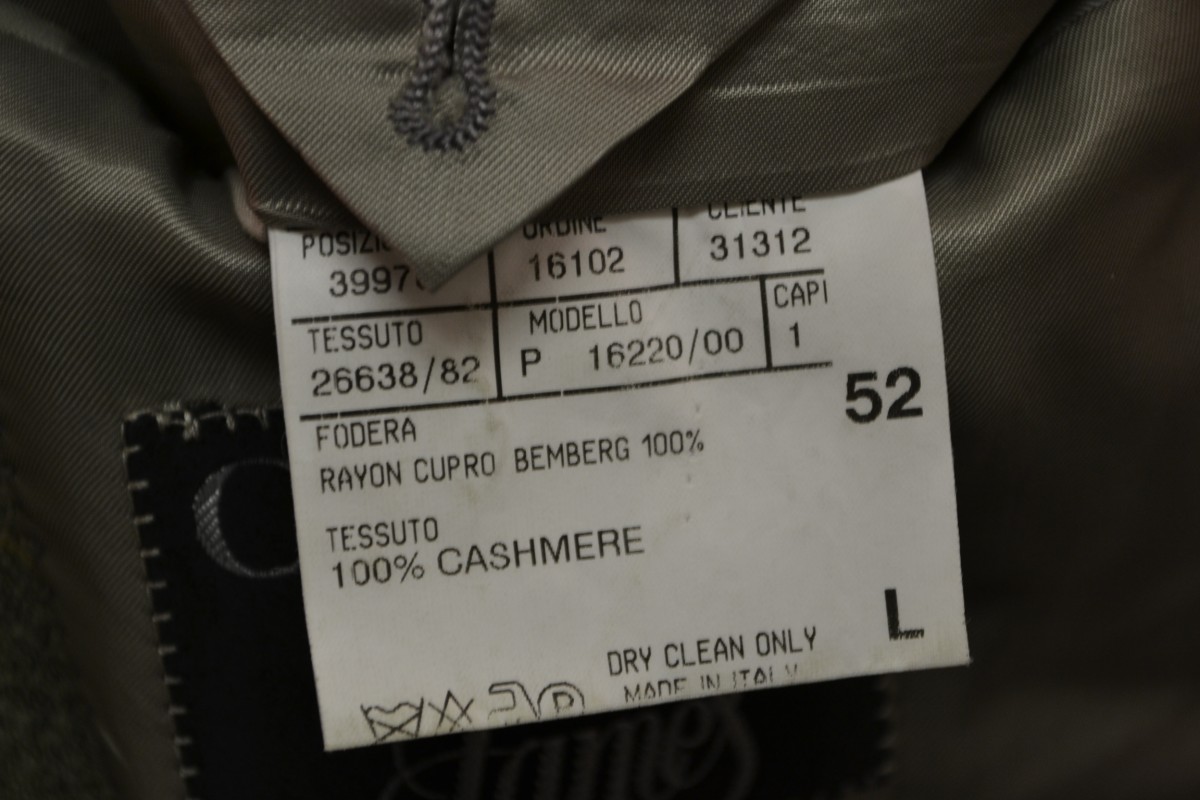 ORDINE CLIENTE
16102 31312
TESSUTO MODELLO CAPI
26638/82 P 16220/00 1
52
FODERA
RAYON CUPRO BEMBERG 100%
TESSUTO
100% CASHMERE
L
DRY CLEAN ONLY
MADE IN ITALY
James